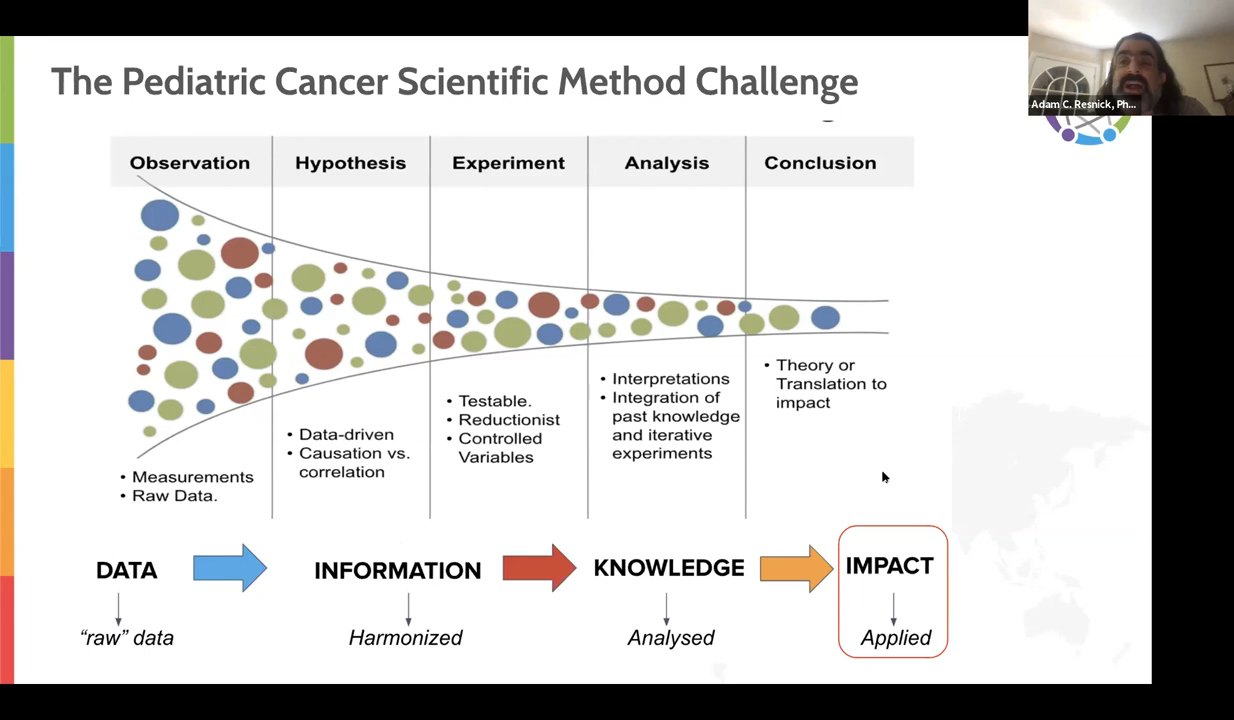 The Pediatric Cancer Scientific Method Challenge
Adam C. Resnick, Ph...
Observation
Hypothesis
Experiment
Analysis
Conclusion
• Measurements
• Raw Data.
• Data-driven
• Causation vs.
correlation
• Testable.
• Reductionist
• Controlled
Variables
• Interpretations
• Integration of
past knowledge
and iterative
experiments
• Theory or
Translation to
impact
DATA
INFORMATION
KNOWLEDGE
IMPACT
“raw” data
Harmonized
Analysed
Applied